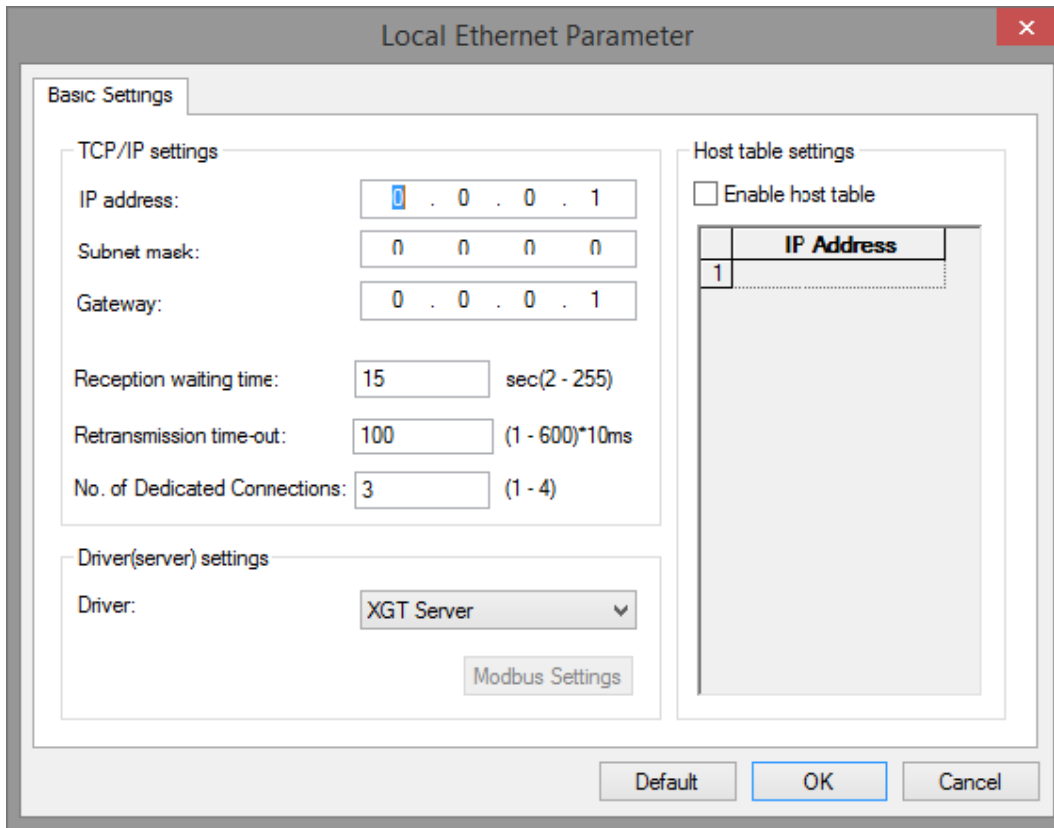 Local Ethernet Parameter
Basic Settings
TCP/IP settings
IP address: 0 . 0 . 0 . 1
Subnet mask: 0 0 0 0
Gateway: 0 . 0 . 0 . 1
Reception waiting time: 15 sec(2 - 255)
Retransmission time-out: 100 (1 - 600)*10ms
No. of Dedicated Connections: 3 (1 - 4)
Driver(server) settings
Driver: XGT Server
Modbus Settings
Host table settings
Enable host table
IP Address
1
Default OK Cancel